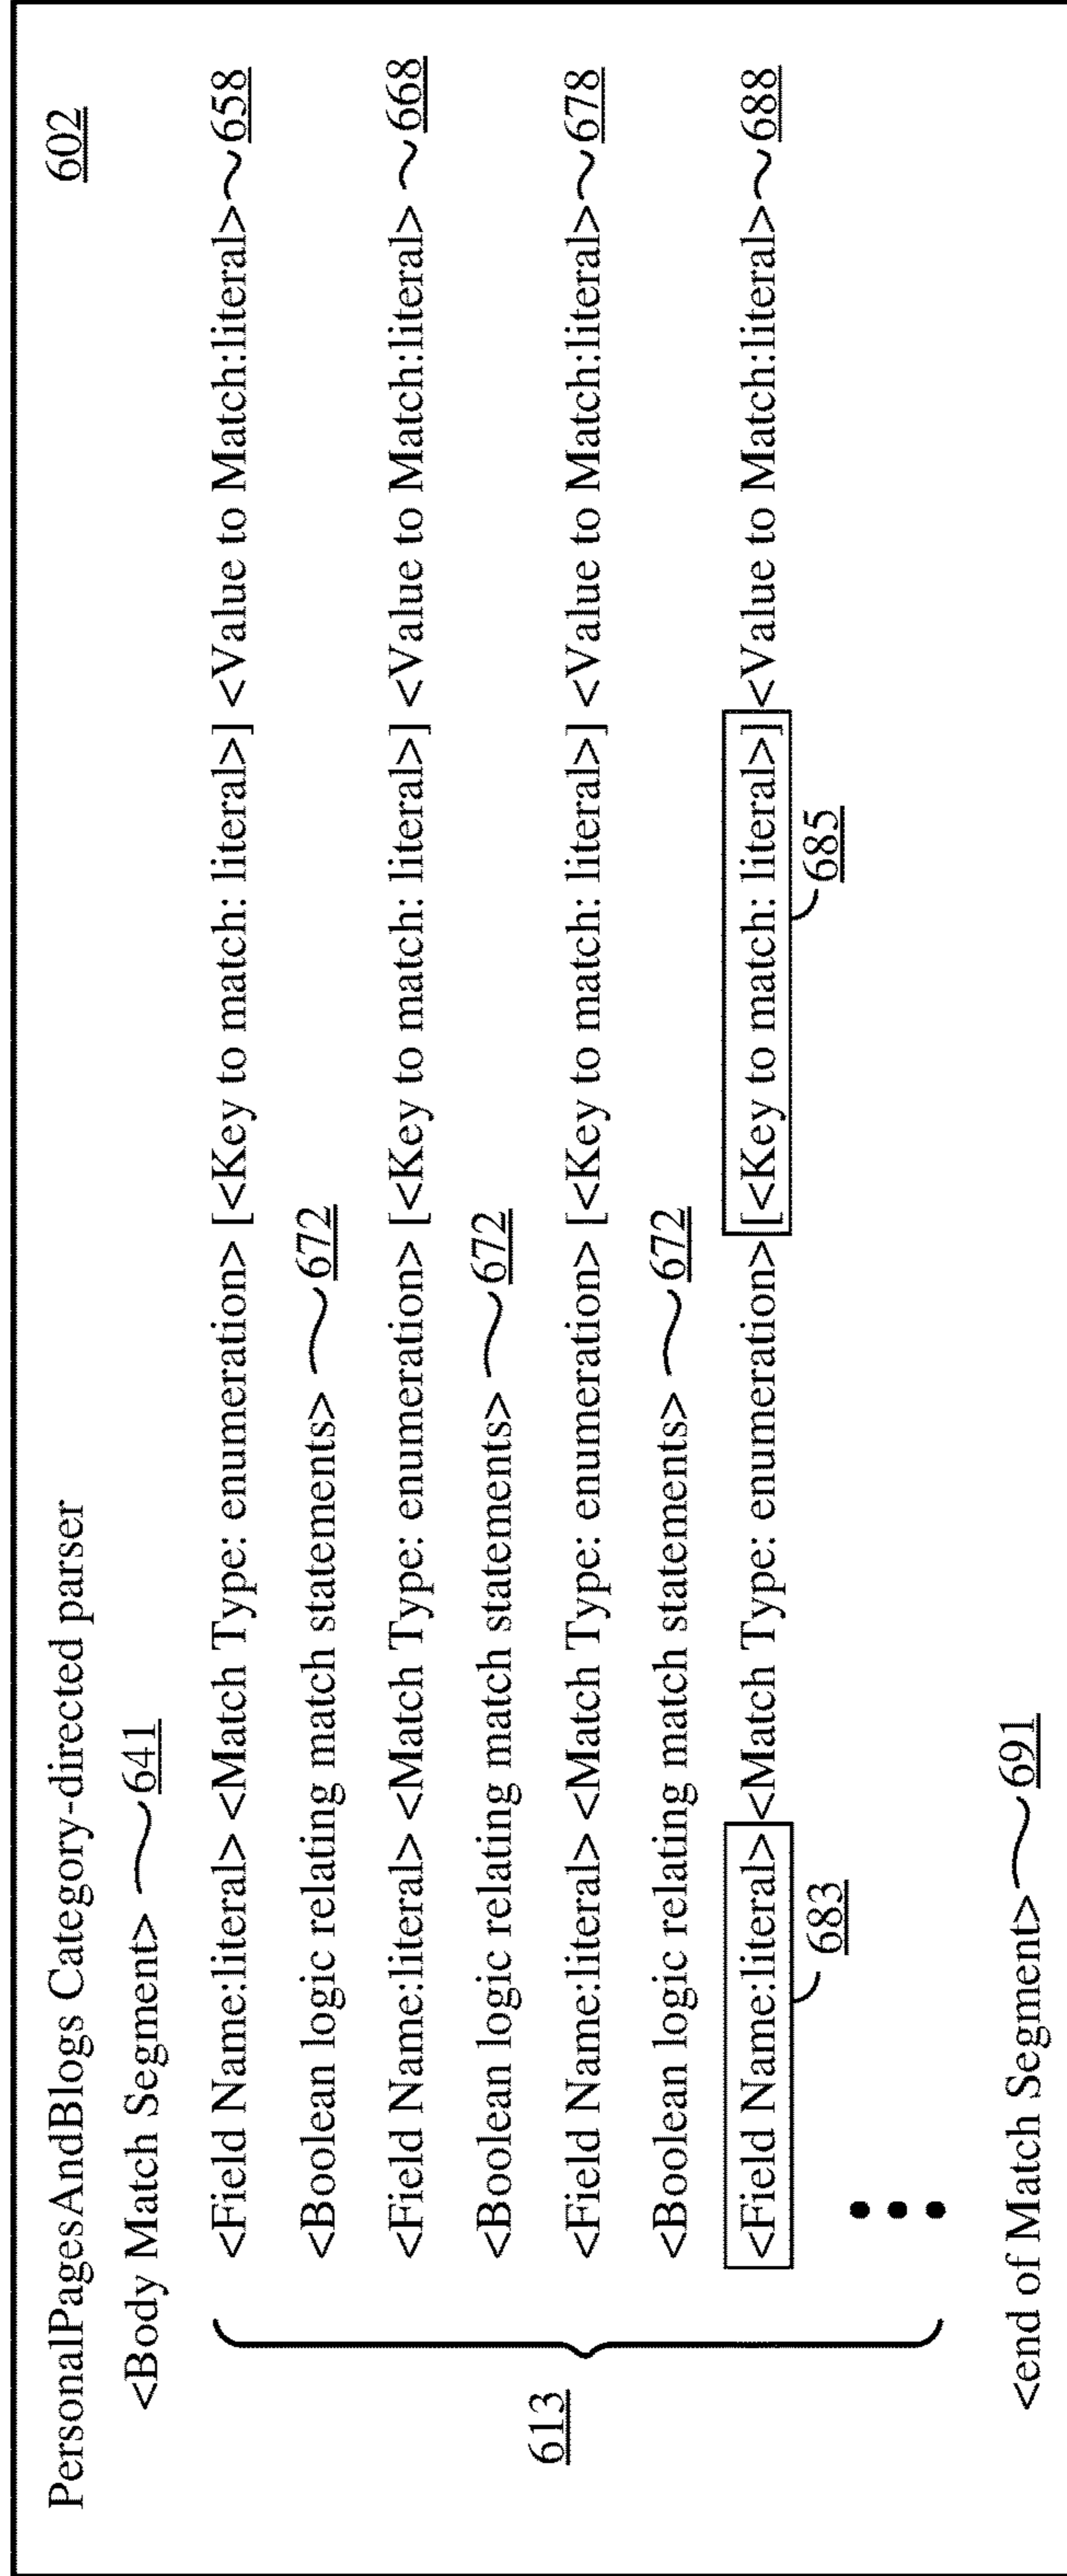 PersonalPagesAndBlogs Category-directed parser 602
<Body Match Segment> 641
<Field Name:literal> <Match Type: enumeration> [<Key to match: literal>] <Value to Match:literal> 658
<Boolean logic relating match statements> 672
<Field Name:literal> <Match Type: enumeration> [<Key to match: literal>] <Value to Match:literal> 668
<Boolean logic relating match statements> 672
<Field Name:literal> <Match Type: enumeration> [<Key to match: literal>] <Value to Match:literal> 678
<Boolean logic relating match statements> 672
<Field Name:literal> <Match Type: enumeration> [<Key to match: literal>] <Value to Match:literal> 688
613
683
685
<end of Match Segment> 691